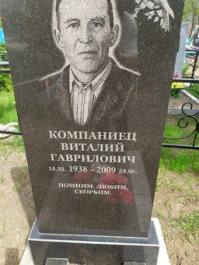 КОМПАНИЕЦ
ВИТАЛИЙ
ГАВРИЛОВИЧ
14.10. 1938 – 2009 24.06.
ПОМНИМ, ЛЮБИМ,
СКОРБИМ.